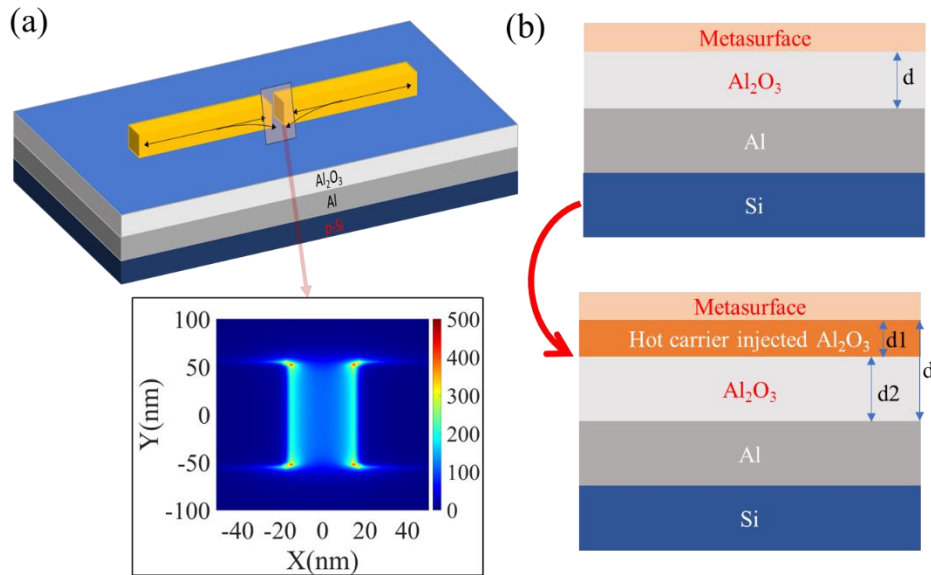 (a)
Al₂O₃
Al
p-Si
100
50
0
-50
-100
Y(nm)
-40 -20 0 20 40
X(nm)
500
400
300
200
100
0
(b)
Metasurface
Al₂O₃
d
Al
Si
Metasurface
Hot carrier injected Al₂O₃ d1
d
Al₂O₃ d2
Al
Si